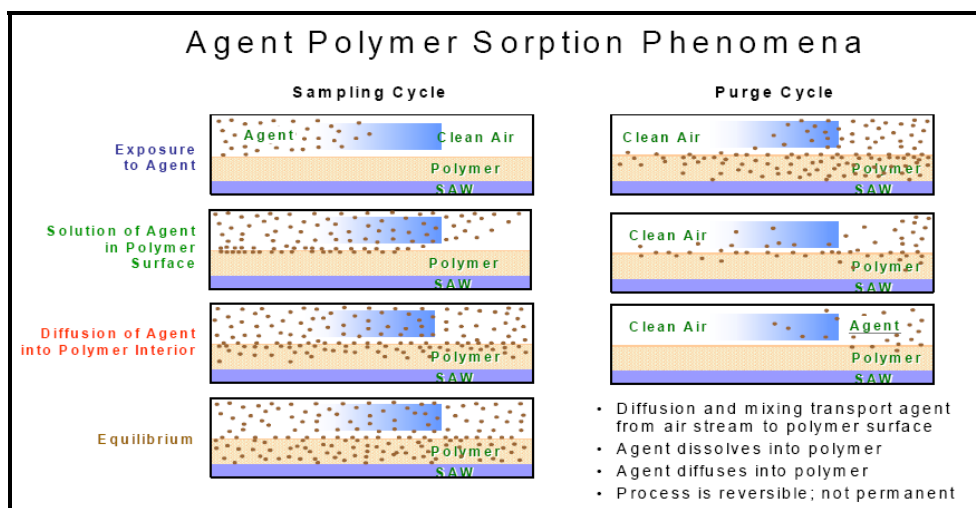 Agent Polymer Sorption Phenomena
Sampling Cycle
Exposure
to Agent
Agent
Clean Air
Polymer
SAW
Solution of Agent
in Polymer
Surface
Polymer
SAW
Diffusion of Agent
into Polymer Interior
Polymer
SAW
Equilibrium
Polymer
SAW
Purge Cycle
Clean Air
Polymer
SAW
Clean Air
Polymer
SAW
Clean Air
Agent
Polymer
SAW
• Diffusion and mixing transport agent
from air stream to polymer surface
• Agent dissolves into polymer
• Agent diffuses into polymer
• Process is reversible; not permanent